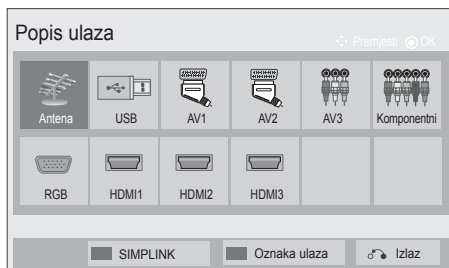 Popis ulaza
Premjesti OK
Antena USB AV1 AV2 AV3 Komponentni
RGB HDMI1 HDMI2 HDMI3
SIMPLINK Oznaka ulaza Izlaz